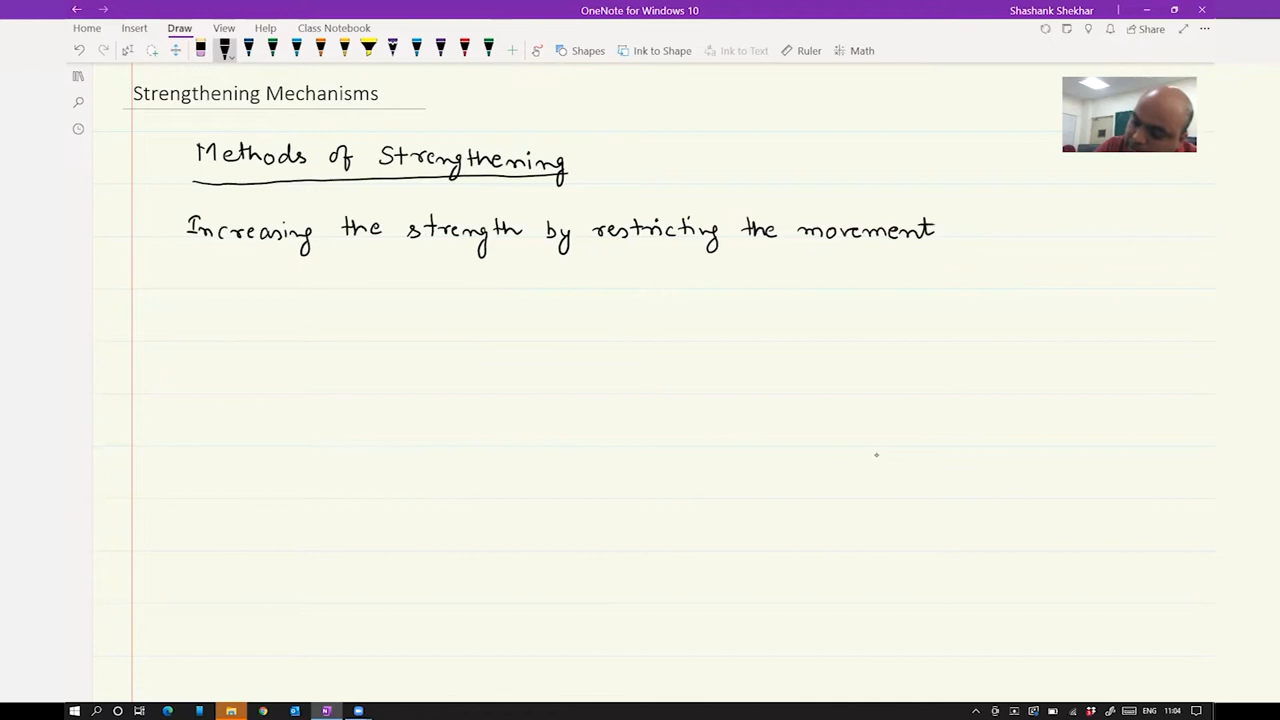 OneNote for Windows 10
Shashank Shekhar
Home Insert Draw View Help Class Notebook
Shapes Ink to Shape Ink to Text Ruler Math Share
Strengthening Mechanisms
Methods of Strengthening
Increasing the strength by restricting the movement
ENG 11:04